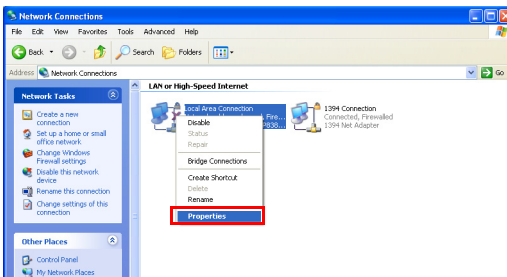 Network Connections
File Edit View Favorites Tools Advanced Help
Back Search Folders
Address Network Connections Go
Network Tasks
Create a new
connection
Set up a home or small
office network
Change Windows
Firewall settings
Disable this network
device
Rename this connection
Change settings of this
connection
Other Places
Control Panel
My Network Places
LAN or High-Speed Internet
Local Area Connection
Fire...
Disable
Status
Repair
Bridge Connections
Create Shortcut
Delete
Rename
Properties
1394 Connection
Connected, Firewalled
1394 Net Adapter